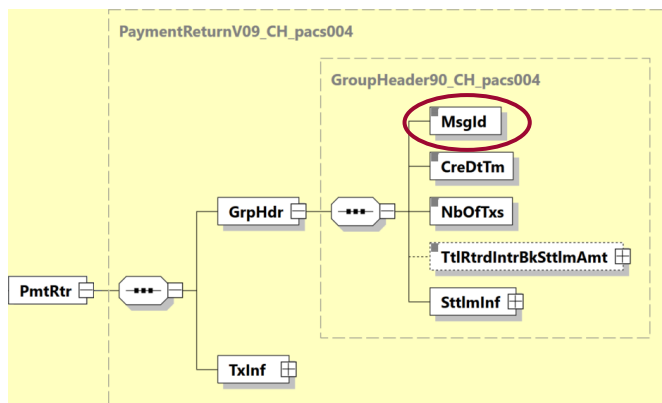 PaymentReturnV09_CH_pacs004
GroupHeader90_CH_pacs004
MsgId
CreDtTm
GrpHdr
NbOfTxs
TtlRtrdIntrBkSttlmAmt
PmtRtr
SttlmInf
TxInf